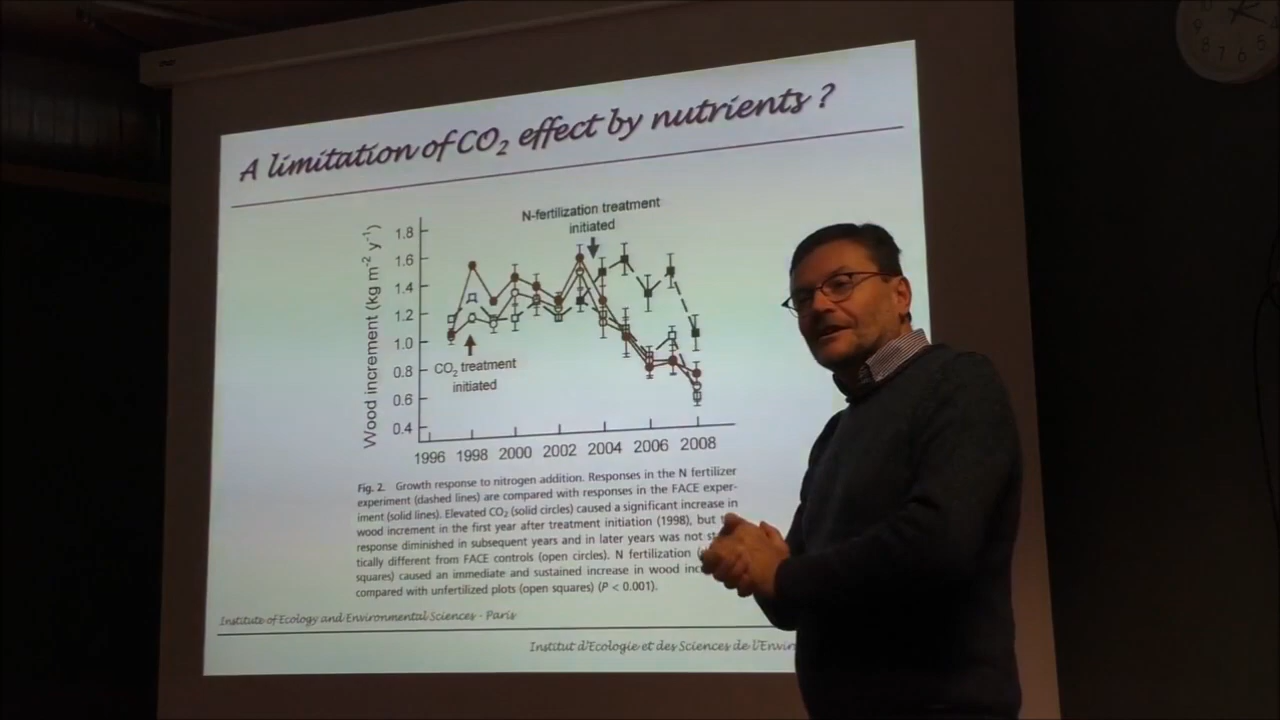 A limitation of CO₂ effect by nutrients ?
N-fertilization treatment
initiated
Wood increment (kg m⁻² y⁻¹)
1.8
1.6
1.4
1.2
1.0
0.8
0.6
0.4
CO₂ treatment
initiated
1996 1998 2000 2002 2004 2006 2008
Fig. 2. Growth response to nitrogen addition. Responses in the N fertilizer
experiment (dashed lines) are compared with responses in the FACE exper-
iment (solid lines). Elevated CO₂ (solid circles) caused a significant increase in
wood increment in the first year after treatment initiation (1998), but
response diminished in subsequent years and in later years was not
tically different from FACE controls (open circles). N fertilization
squares) caused an immediate and sustained increase in wood
compared with unfertilized plots (open squares) (P < 0.001).
Institute of Ecology and Environmental Sciences - Paris
Institut d'Ecologie et des Sciences de
10
8
7
6
5
4